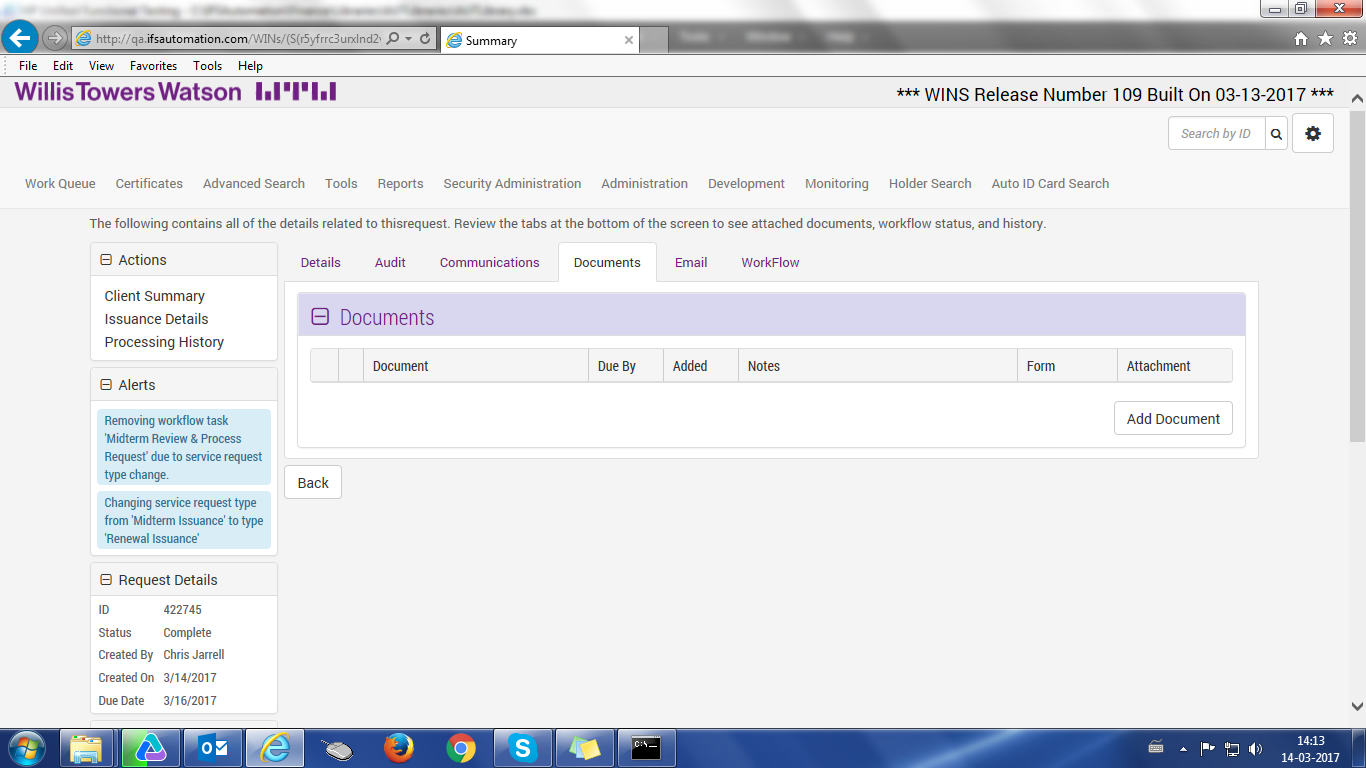 http://qa.ifsautomation.com/WINs/(S(r5yfrrc3urxlnd2
Summary
File Edit View Favorites Tools Help
WillisTowersWatson
*** WINS Release Number 109 Built On 03-13-2017 ***
Search by ID
Work Queue Certificates Advanced Search Tools Reports Security Administration Administration Development Monitoring Holder Search Auto ID Card Search
The following contains all of the details related to thisrequest. Review the tabs at the bottom of the screen to see attached documents, workflow status, and history.
Actions
Client Summary
Issuance Details
Processing History
Alerts
Removing workflow task
'Midterm Review & Process
Request' due to service request
type change.
Changing service request type
from 'Midterm Issuance' to type
'Renewal Issuance'
Request Details
ID 422745
Status Complete
Created By Chris Jarrell
Created On 3/14/2017
Due Date 3/16/2017
Details Audit Communications Documents Email WorkFlow
Documents
Document Due By Added Notes Form Attachment
Add Document
Back
14:13
14-03-2017